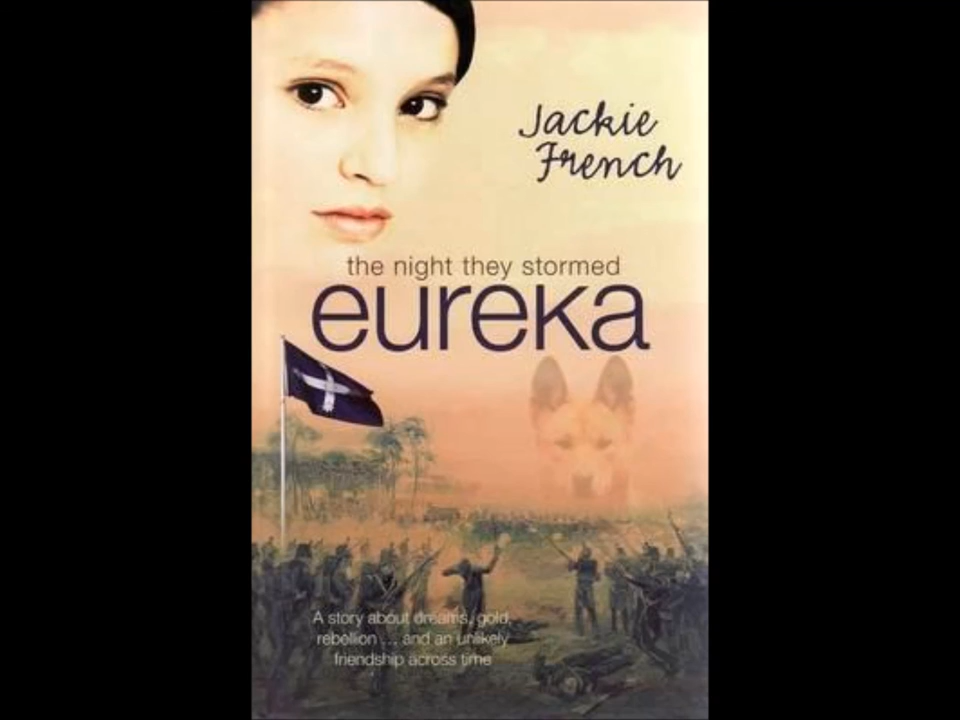 Jackie
French
the night they stormed
eureka
A story about dreams, gold,
rebellion ... and an unlikely
friendship across time